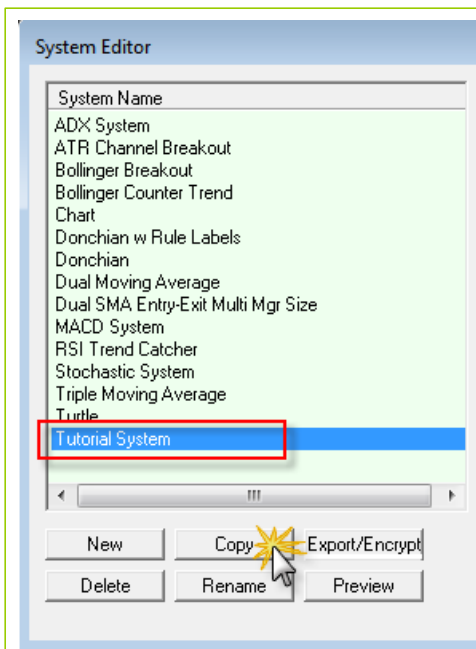 System Editor
System Name
ADX System
ATR Channel Breakout
Bollinger Breakout
Bollinger Counter Trend
Chart
Donchian w Rule Labels
Donchian
Dual Moving Average
Dual SMA Entry-Exit Multi Mgr Size
MACD System
RSI Trend Catcher
Stochastic System
Triple Moving Average
Turtle
Tutorial System
New Copy Export/Encrypt
Delete Rename Preview